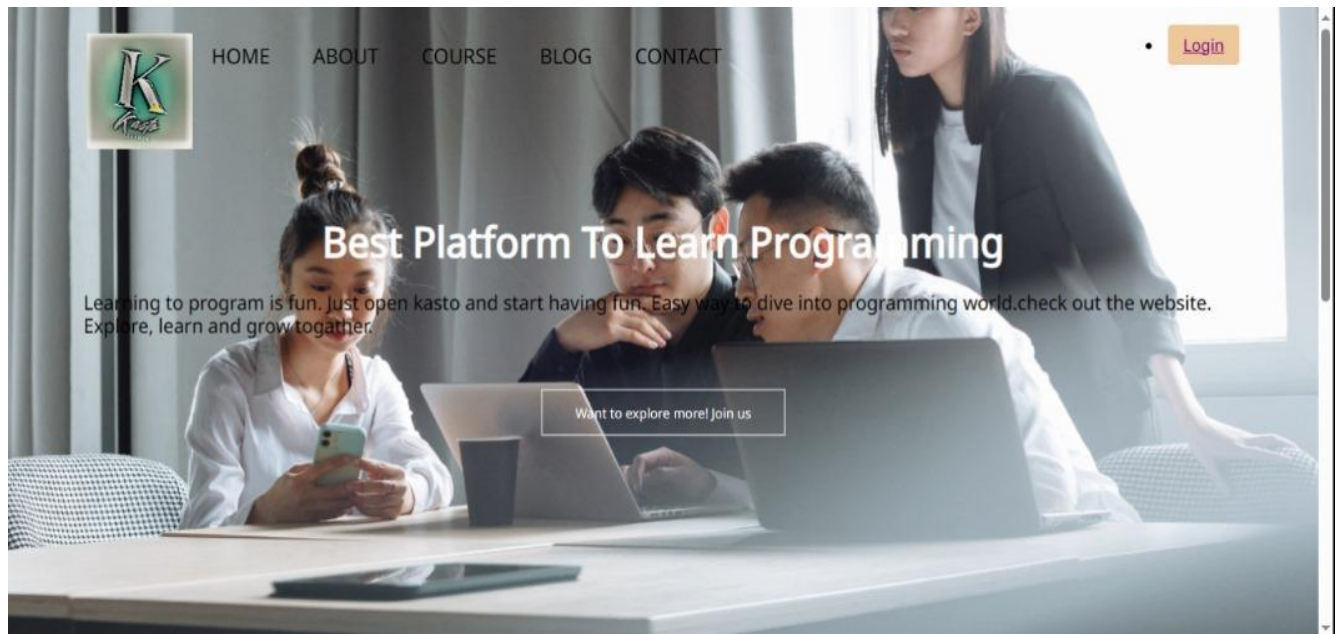 K
Kasto
HOME ABOUT COURSE BLOG CONTACT
Login
Best Platform To Learn Programming
Learning to program is fun. Just open kasto and start having fun. Easy way to dive into programming world.check out the website.
Explore, learn and grow togather.
Want to explore more! Join us